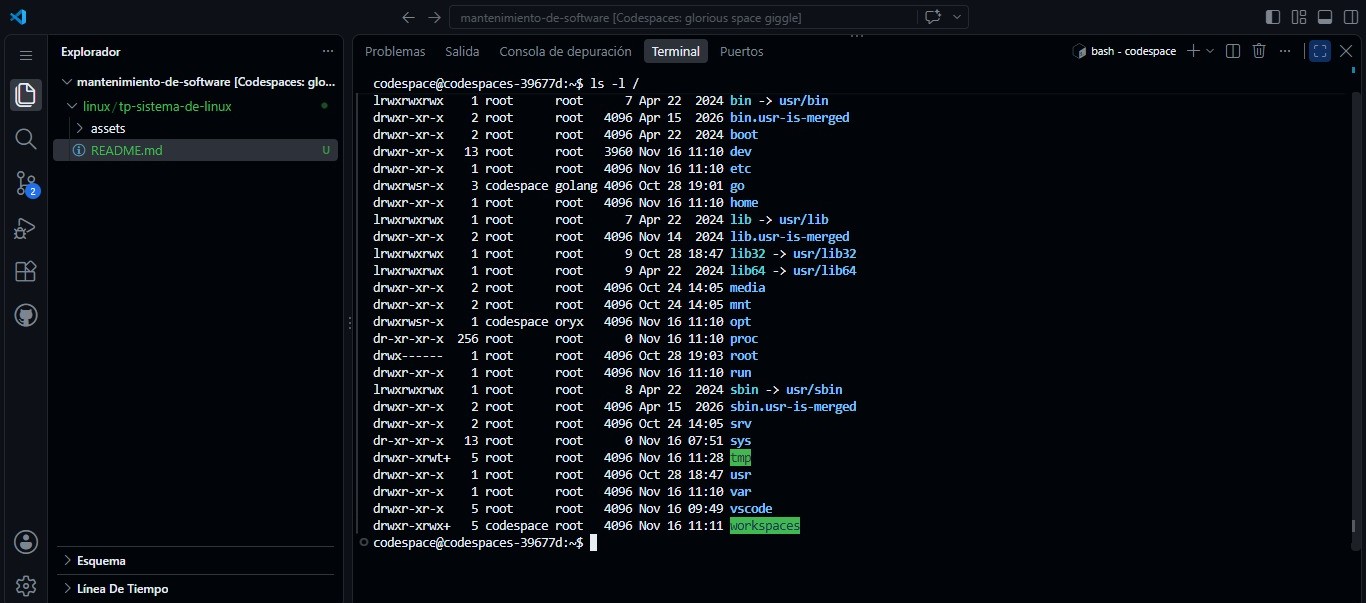 mantenimiento-de-software [Codespaces: glorious space giggle]
Explorador
mantenimiento-de-software [Codespaces: glo...
linux / tp-sistema-de-linux
assets
README.md U
2
Esquema
Línea De Tiempo
Problemas Salida Consola de depuración Terminal Puertos bash - codespace
codespace@codespaces-39677d:~$ ls -l /
lrwxrwxrwx 1 root root 7 Apr 22 2024 bin -> usr/bin
drwxr-xr-x 2 root root 4096 Apr 15 2026 bin.usr-is-merged
drwxr-xr-x 2 root root 4096 Apr 22 2024 boot
drwxr-xr-x 13 root root 3960 Nov 16 11:10 dev
drwxr-xr-x 1 root root 4096 Nov 16 11:10 etc
drwxrwsr-x 3 codespace golang 4096 Oct 28 19:01 go
drwxr-xr-x 1 root root 4096 Nov 16 11:10 home
lrwxrwxrwx 1 root root 7 Apr 22 2024 lib -> usr/lib
drwxr-xr-x 2 root root 4096 Nov 14 2024 lib.usr-is-merged
lrwxrwxrwx 1 root root 9 Oct 28 18:47 lib32 -> usr/lib32
lrwxrwxrwx 1 root root 9 Apr 22 2024 lib64 -> usr/lib64
drwxr-xr-x 2 root root 4096 Oct 24 14:05 media
drwxr-xr-x 2 root root 4096 Oct 24 14:05 mnt
drwxrwsr-x 1 codespace oryx 4096 Nov 16 11:10 opt
dr-xr-xr-x 256 root root 0 Nov 16 11:10 proc
drwx------ 1 root root 4096 Oct 28 19:03 root
drwxr-xr-x 1 root root 4096 Nov 16 11:10 run
lrwxrwxrwx 1 root root 8 Apr 22 2024 sbin -> usr/sbin
drwxr-xr-x 2 root root 4096 Apr 15 2026 sbin.usr-is-merged
drwxr-xr-x 2 root root 4096 Oct 24 14:05 srv
dr-xr-xr-x 13 root root 0 Nov 16 07:51 sys
drwxr-xrwt+ 5 root root 4096 Nov 16 11:28 tmp
drwxr-xr-x 1 root root 4096 Oct 28 18:47 usr
drwxr-xr-x 1 root root 4096 Nov 16 11:10 var
drwxr-xr-x 5 root root 4096 Nov 16 09:49 vscode
drwxr-xrwx+ 5 codespace root 4096 Nov 16 11:11 workspaces
codespace@codespaces-39677d:~$